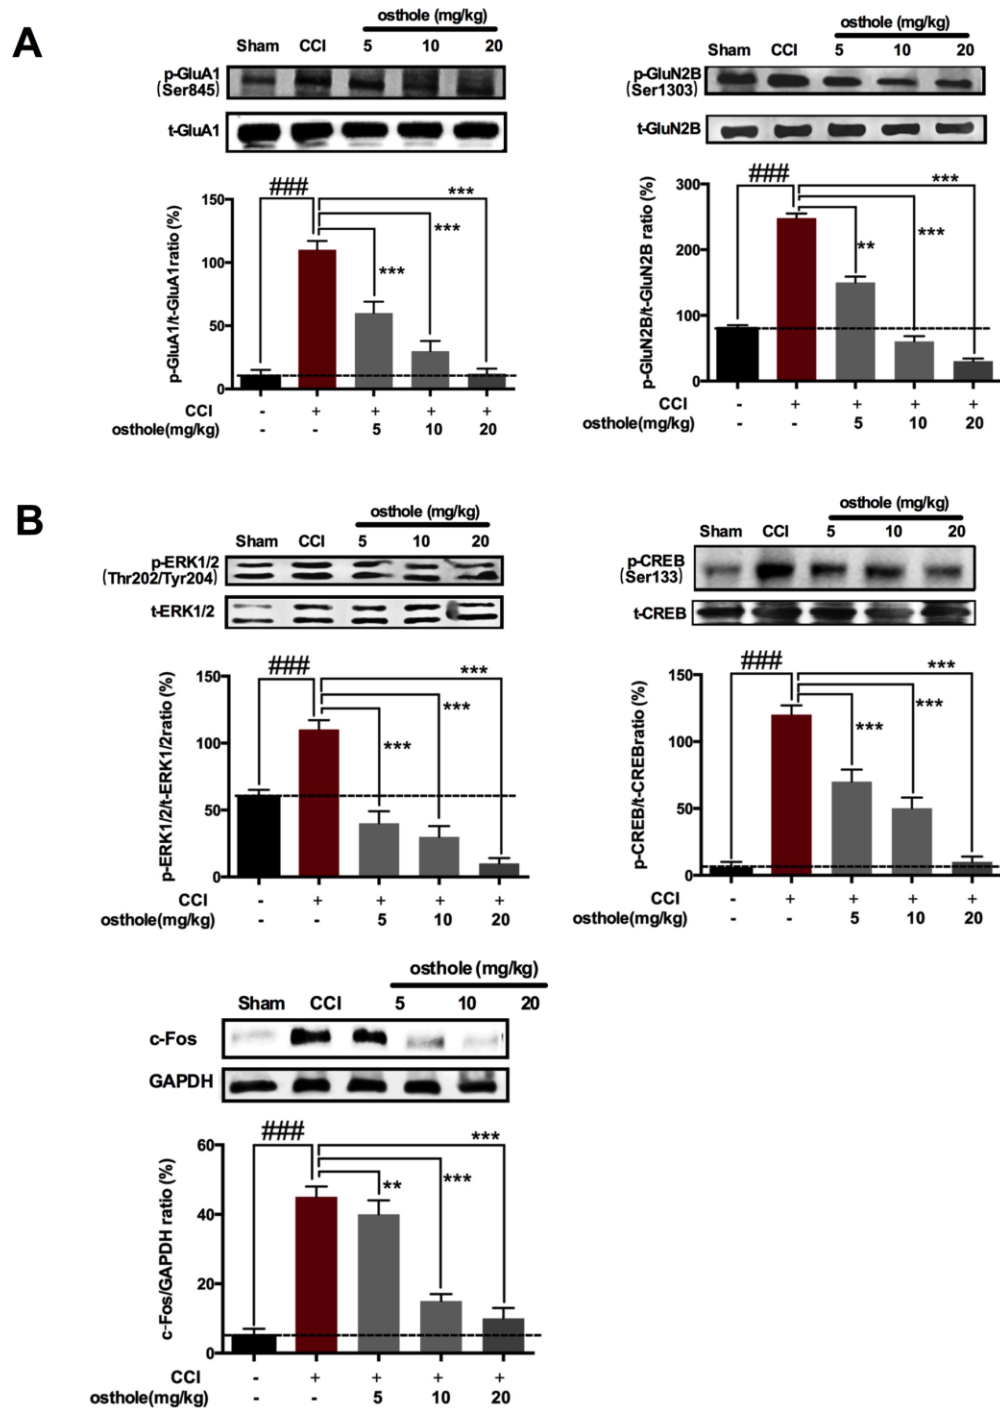 A
osthole (mg/kg)
Sham CCI 5 10 20
p-GluA1
(Ser845)
t-GluA1
###
***
***
***
p-GluA1/t-GluA1ratio (%)
150
100
50
0
CCI - + + + +
osthole(mg/kg) - - 5 10 20
osthole (mg/kg)
Sham CCI 5 10 20
p-GluN2B
(Ser1303)
t-GluN2B
###
***
***
**
p-GluN2B/t-GluN2B ratio (%)
300
200
100
0
CCI - + + + +
osthole(mg/kg) - - 5 10 20
B
osthole (mg/kg)
Sham CCI 5 10 20
p-ERK1/2
(Thr202/Tyr204)
t-ERK1/2
###
***
***
***
p-ERK1/2/t-ERK1/2ratio (%)
150
100
50
0
CCI - + + + +
osthole(mg/kg) - - 5 10 20
osthole (mg/kg)
Sham CCI 5 10 20
p-CREB
(Ser133)
t-CREB
###
***
***
***
p-CREB/t-CREBratio (%)
150
100
50
0
CCI - + + + +
osthole(mg/kg) - - 5 10 20
osthole (mg/kg)
Sham CCI 5 10 20
c-Fos
GAPDH
###
***
***
**
c-Fos/GAPDH ratio (%)
60
40
20
0
CCI - + + + +
osthole(mg/kg) - - 5 10 20